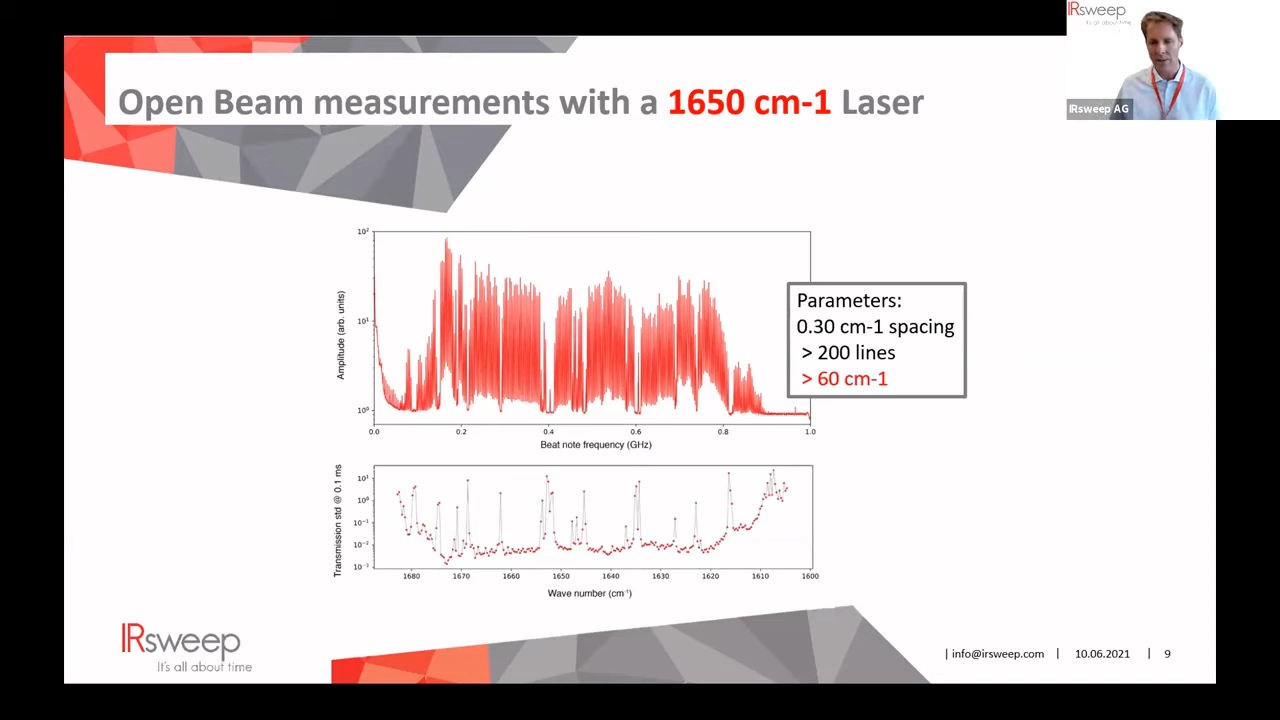 IRsweep
It's all about time
IRsweep AG
Open Beam measurements with a 1650 cm-1 Laser
10²
10¹
10⁰
Amplitude (arb. units)
0.0 0.2 0.4 0.6 0.8 1.0
Beat note frequency (GHz)
Parameters:
0.30 cm-1 spacing
> 200 lines
> 60 cm-1
10¹
10⁰
10⁻¹
10⁻²
10⁻³
Transmission std @ 0.1 ms
1680 1670 1660 1650 1640 1630 1620 1610 1600
Wave number (cm⁻¹)
IRsweep
It's all about time
| info@irsweep.com | 10.06.2021 | 9